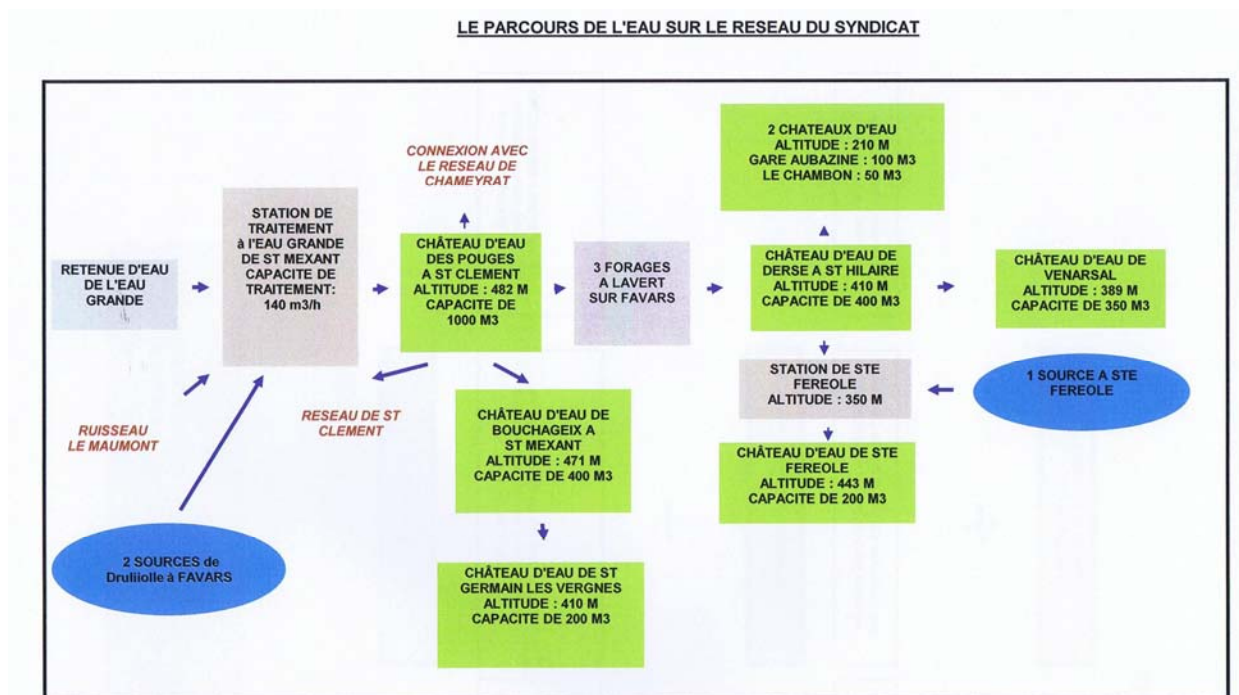 LE PARCOURS DE L'EAU SUR LE RESEAU DU SYNDICAT
2 CHATEAUX D'EAU
ALTITUDE : 210 M
GARE AUBAZINE : 100 M3
LE CHAMBON : 50 M3
CONNEXION AVEC
LE RESEAU DE
CHAMEYRAT
STATION DE
TRAITEMENT
à l'EAU GRANDE
DE ST MEXANT
CAPACITE DE
TRAITEMENT:
140 m3/h
RETENUE D'EAU
DE L'EAU
GRANDE
CHÂTEAU D'EAU
DES POUGES
A ST CLEMENT
ALTITUDE : 482 M
CAPACITE DE
1000 M3
3 FORAGES
A LAVERT
SUR FAVARS
CHÂTEAU D'EAU DE
DERSE A ST HILAIRE
ALTITUDE : 410 M
CAPACITE DE 400 M3
CHÂTEAU D'EAU DE
VENARSAL
ALTITUDE : 389 M
CAPACITE DE 350 M3
STATION DE STE
FEREOLE
ALTITUDE : 350 M
1 SOURCE A STE
FEREOLE
RUISSEAU
LE MAUMONT
RESEAU DE ST
CLEMENT
CHÂTEAU D'EAU DE
BOUCHAGEIX A
ST MEXANT
ALTITUDE : 471 M
CAPACITE DE 400 M3
CHÂTEAU D'EAU DE STE
FEREOLE
ALTITUDE : 443 M
CAPACITE DE 200 M3
2 SOURCES de
Druliiolle à FAVARS
CHÂTEAU D'EAU DE ST
GERMAIN LES VERGNES
ALTITUDE : 410 M
CAPACITE DE 200 M3